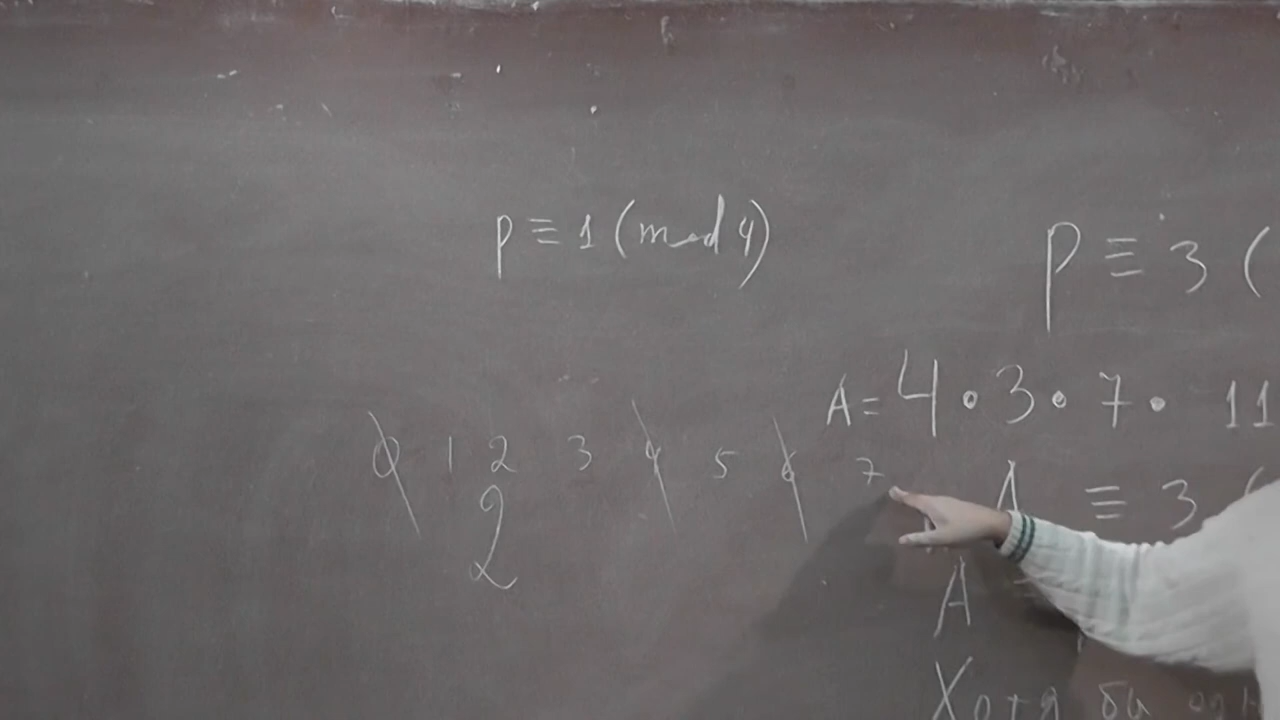 p ≡ 1 (mod 4)
p ≡ 3 (
A = 4 • 3 • 7 • 11
0 1 2 3 4 5 6 7
2
A ≡ 3 (
A
Хотя бы